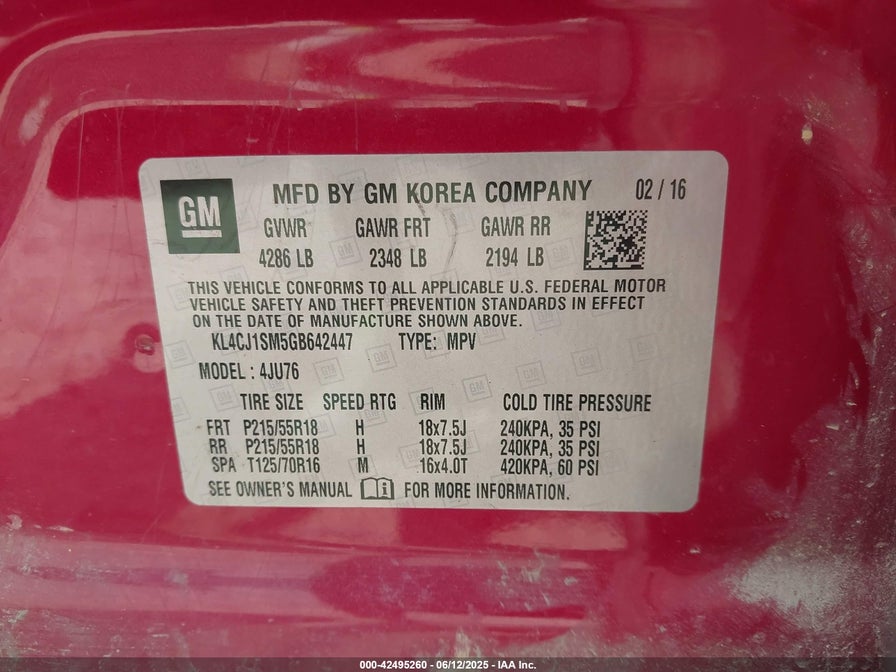 GM
MFD BY GM KOREA COMPANY 02 / 16
GVWR GAWR FRT GAWR RR
4286 LB 2348 LB 2194 LB
THIS VEHICLE CONFORMS TO ALL APPLICABLE U.S. FEDERAL MOTOR
VEHICLE SAFETY AND THEFT PREVENTION STANDARDS IN EFFECT
ON THE DATE OF MANUFACTURE SHOWN ABOVE.
KL4CJ1SM5GB642447 TYPE: MPV
MODEL : 4JU76
TIRE SIZE SPEED RTG RIM COLD TIRE PRESSURE
FRT P215/55R18 H 18x7.5J 240KPA, 35 PSI
RR P215/55R18 H 18x7.5J 240KPA, 35 PSI
SPA T125/70R16 M 16x4.0T 420KPA, 60 PSI
SEE OWNER'S MANUAL FOR MORE INFORMATION.
000-42495260 - 06/12/2025 - IAA Inc.